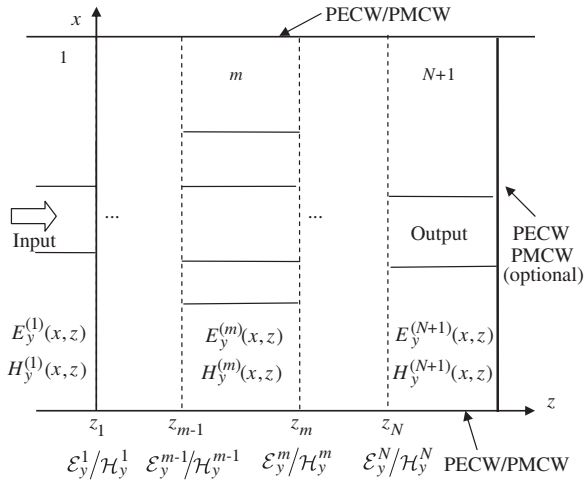 x
PECW/PMCW
1
m
N+1
...
...
Input
Output
PECW
PMCW
(optional)
E_y^{(1)}(x,z)
E_y^{(m)}(x,z)
E_y^{(N+1)}(x,z)
H_y^{(1)}(x,z)
H_y^{(m)}(x,z)
H_y^{(N+1)}(x,z)
z
z_1
z_{m-1}
z_m
z_N
ℰ_y^1/ℋ_y^1
ℰ_y^{m-1}/ℋ_y^{m-1}
ℰ_y^m/ℋ_y^m
ℰ_y^N/ℋ_y^N
PECW/PMCW